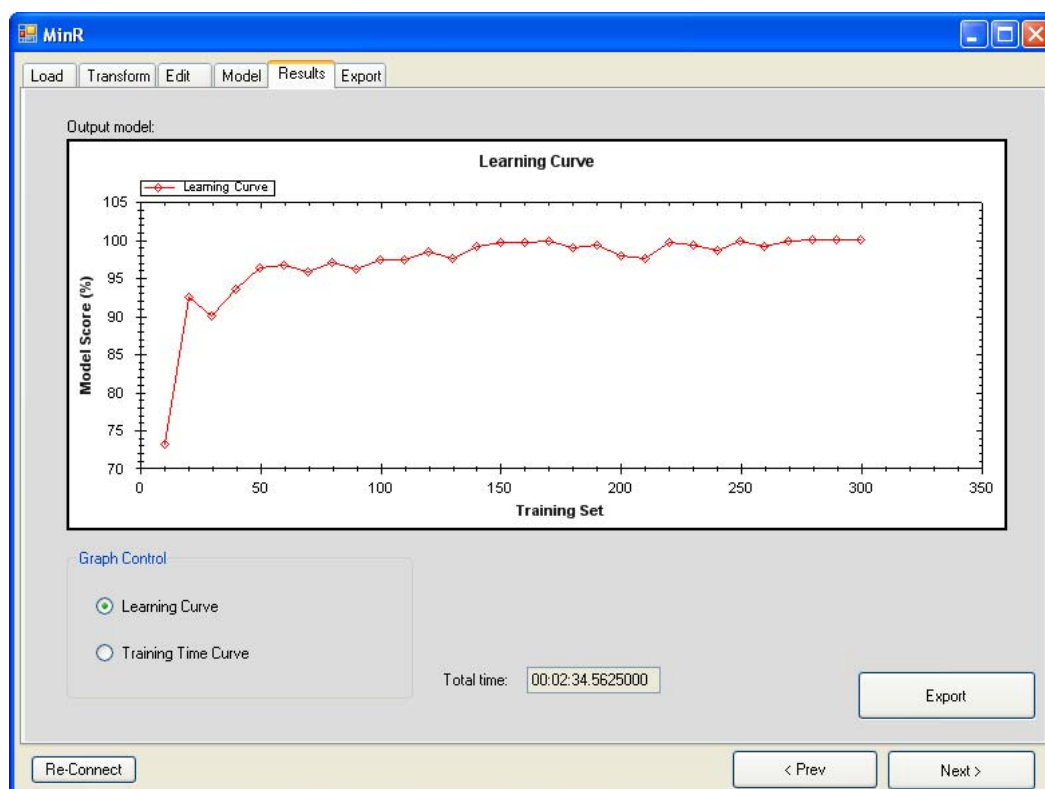 MinR
Load Transform Edit Model Results Export
Output model:
Learning Curve
Learning Curve
Model Score (%)
105
100
95
90
85
80
75
70
0 50 100 150 200 250 300 350
Training Set
Graph Control
Learning Curve
Training Time Curve
Total time: 00:02:34.5625000
Export
Re-Connect < Prev Next >